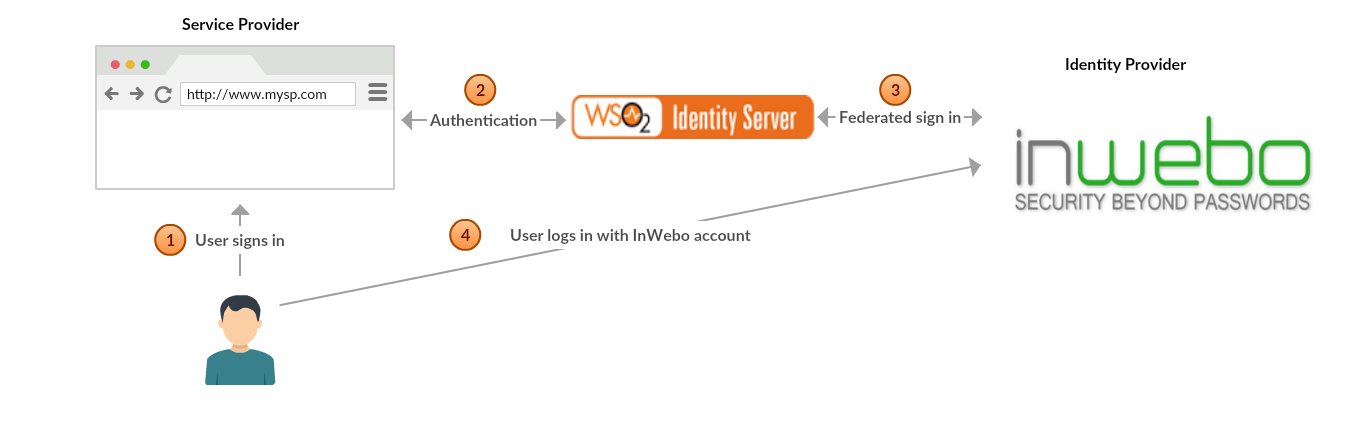 Service Provider
http://www.mysp.com
2
Authentication
WSO2 Identity Server
3
Federated sign in
Identity Provider
inwebo
SECURITY BEYOND PASSWORDS
1
User signs in
4
User logs in with InWebo account